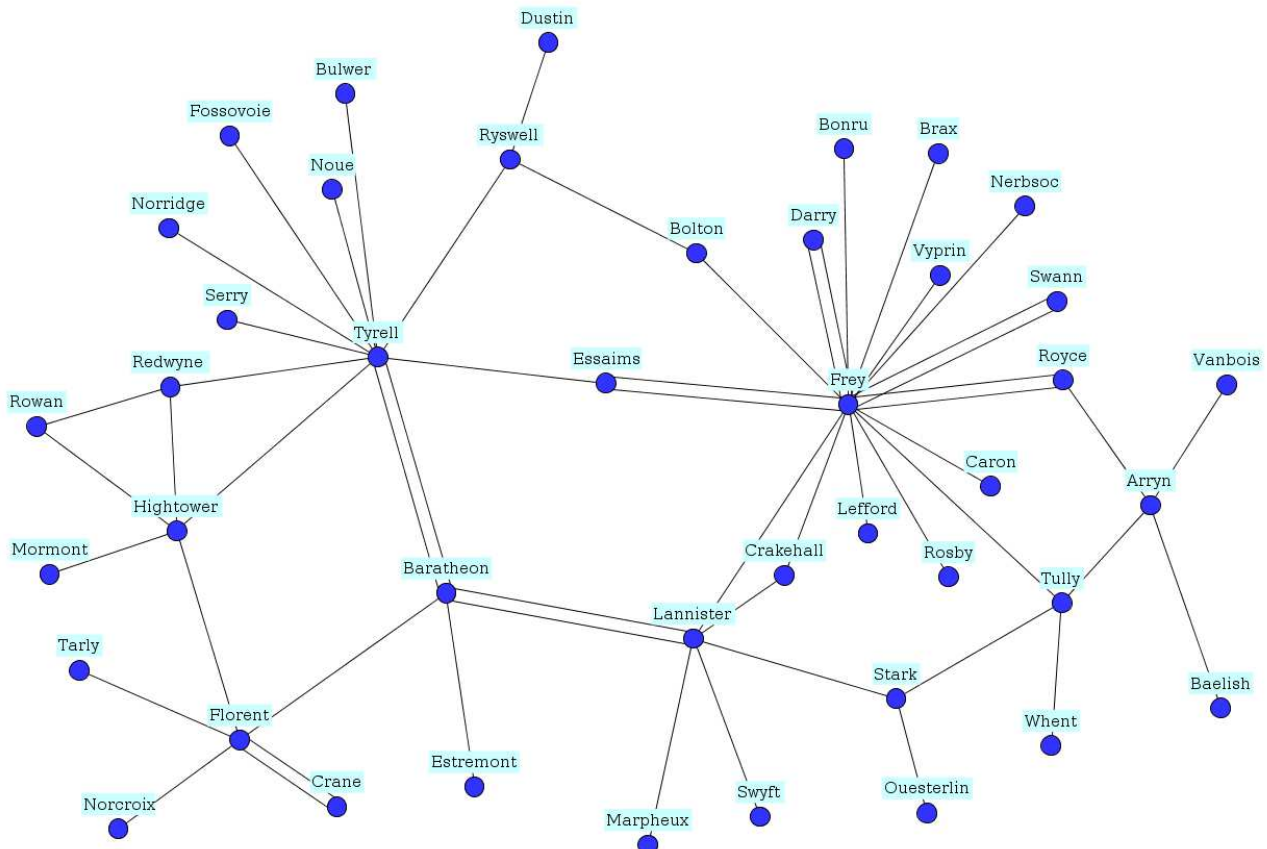 Dustin
Bulwer
Fossovoie
Bonru
Brax
Ryswell
Noue
Nerbsoc
Norridge
Darry
Bolton
Vyprin
Swann
Serry
Tyrell
Royce
Vanbois
Essaims
Redwyne
Frey
Rowan
Caron
Arryn
Hightower
Lefford
Mormont
Crakehall
Rosby
Baratheon
Tully
Lannister
Tarly
Stark
Baelish
Florent
Whent
Estremont
Crane
Ouesterlin
Swyft
Norcroix
Marpheux